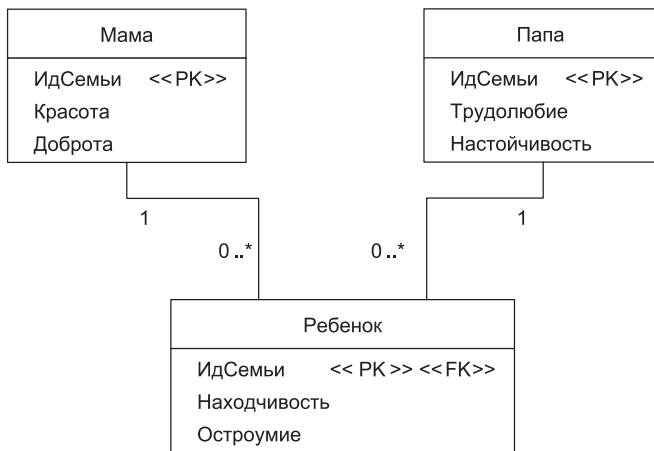 Мама
ИдСемьи <<PK>>
Красота
Доброта
Папа
ИдСемьи <<PK>>
Трудолюбие
Настойчивость
1
1
0..*
0..*
Ребенок
ИдСемьи << PK >> <<FK>>
Находчивость
Остроумие